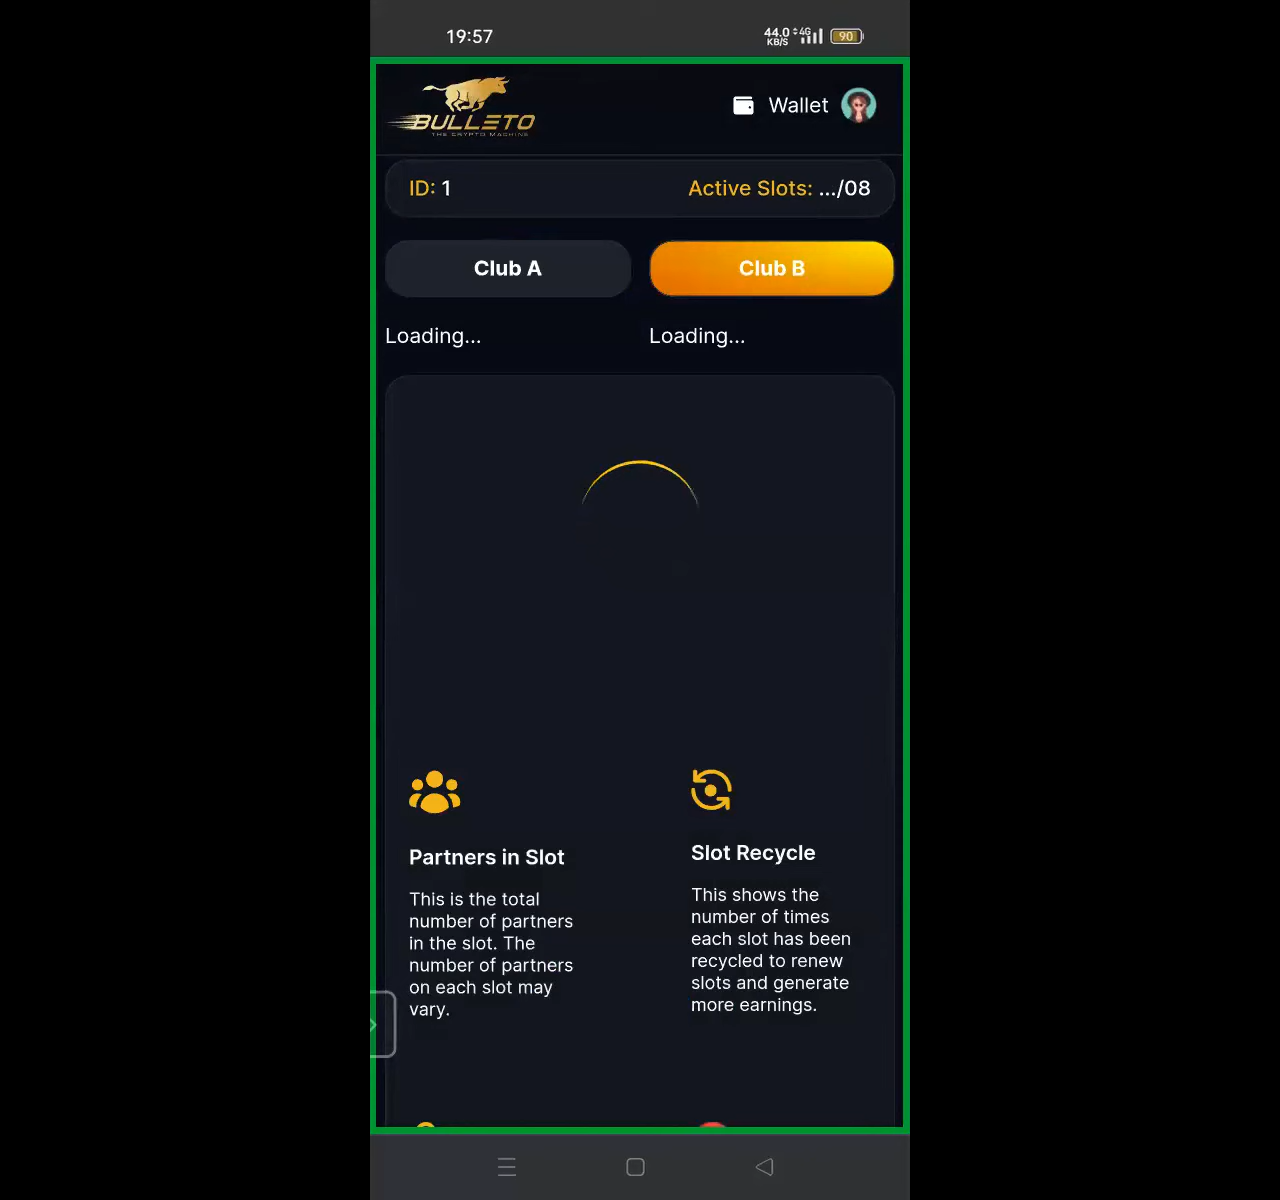 19:57
44.0 KB/S 4G 90
BULLETO
THE CRYPTO MACHINE
Wallet
ID: 1
Active Slots: .../08
Club A
Club B
Loading...
Loading...
Partners in Slot
This is the total
number of partners
in the slot. The
number of partners
on each slot may
vary.
Slot Recycle
This shows the
number of times
each slot has been
recycled to renew
slots and generate
more earnings.